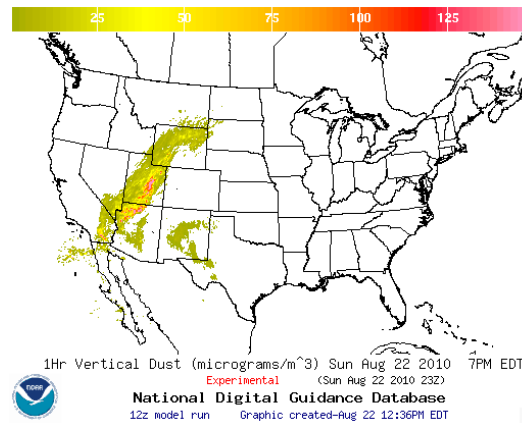 25 50 75 100 125
1Hr Vertical Dust (micrograms/m^3) Sun Aug 22 2010 7PM EDT
Experimental (Sun Aug 22 2010 23Z)
National Digital Guidance Database
12z model run Graphic created-Aug 22 12:36PM EDT
NOAA